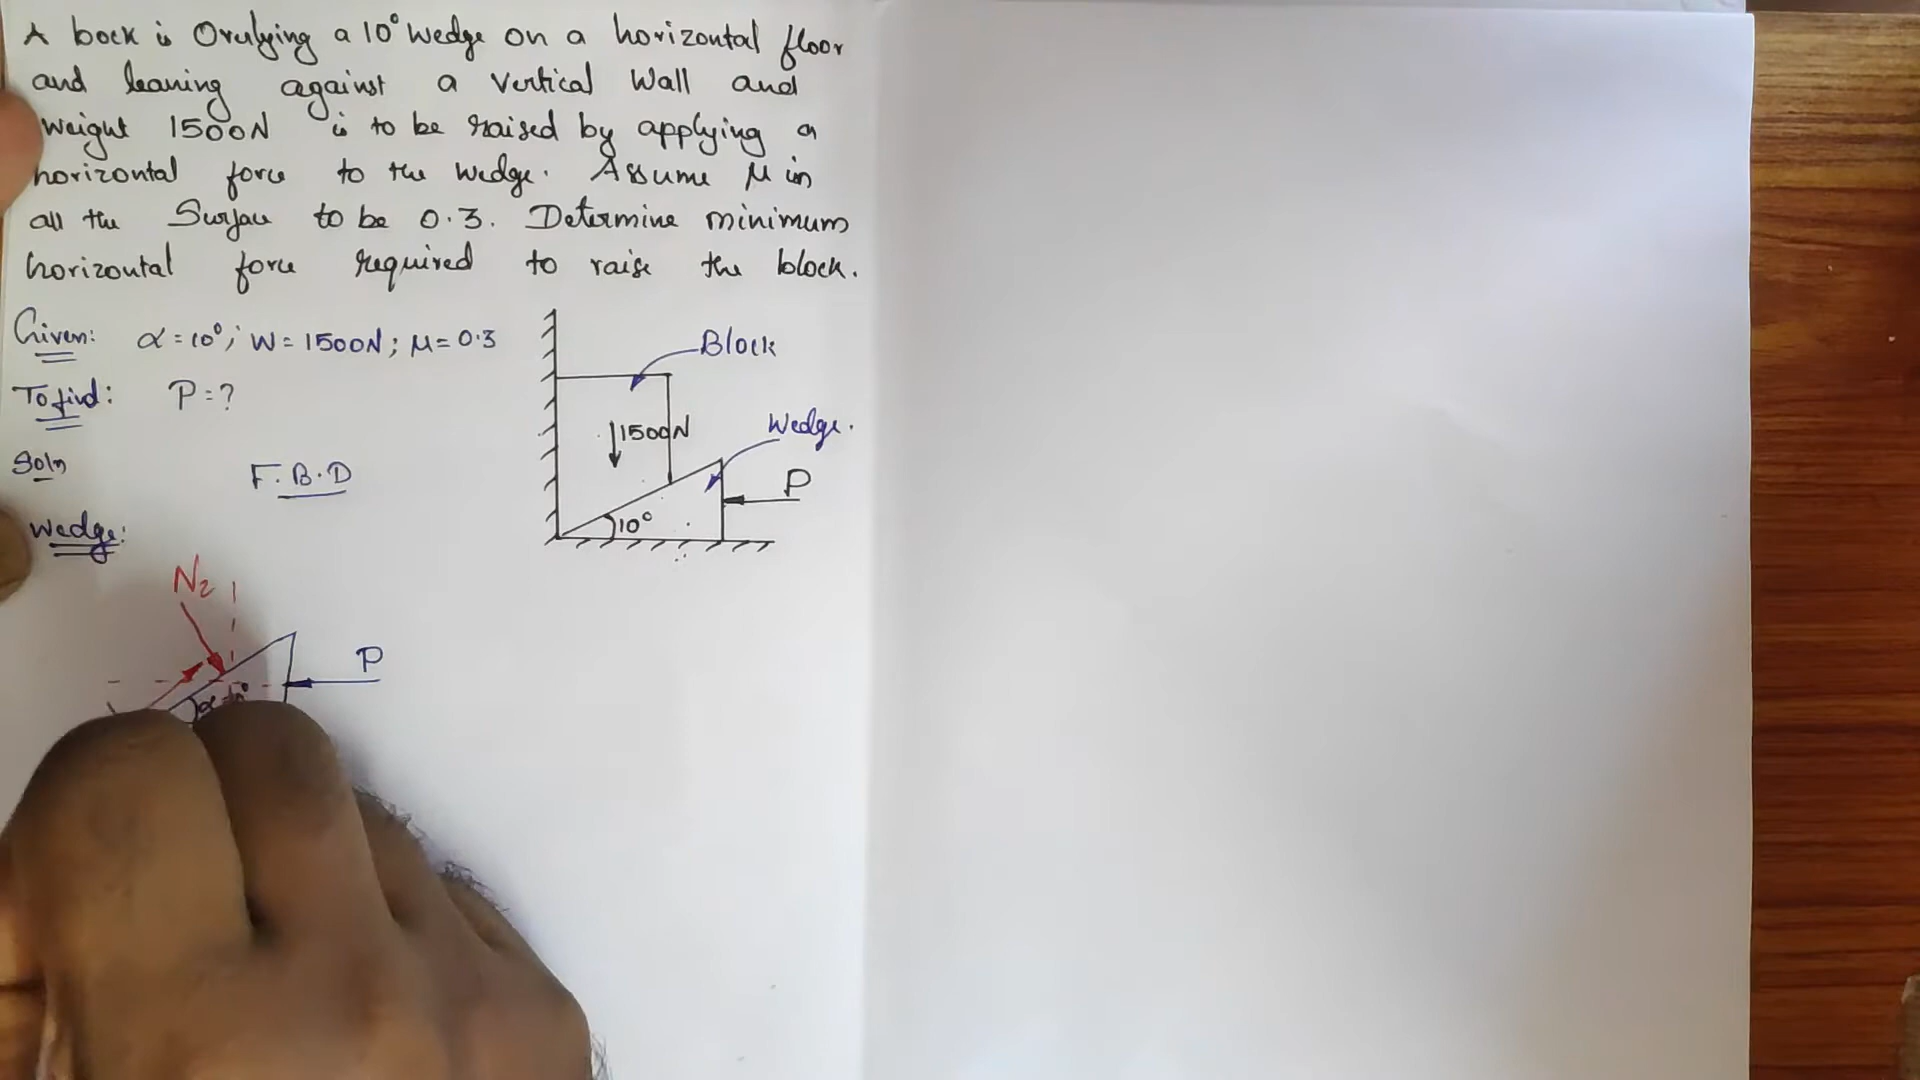 A bock is Overlying a 10° Wedge on a horizontal floor
and leaning against a Vertical Wall and
Weight 1500N is to be raised by applying a
horizontal force to the wedge. Assume μ in
all the Surface to be 0.3. Determine minimum
horizontal force required to raise the block.
Given: α = 10°; W = 1500N; μ = 0.3
To find: P = ?
Soln
F.B.D
Wedge:
Block
1500N
Wedge.
P
10°
N2
P